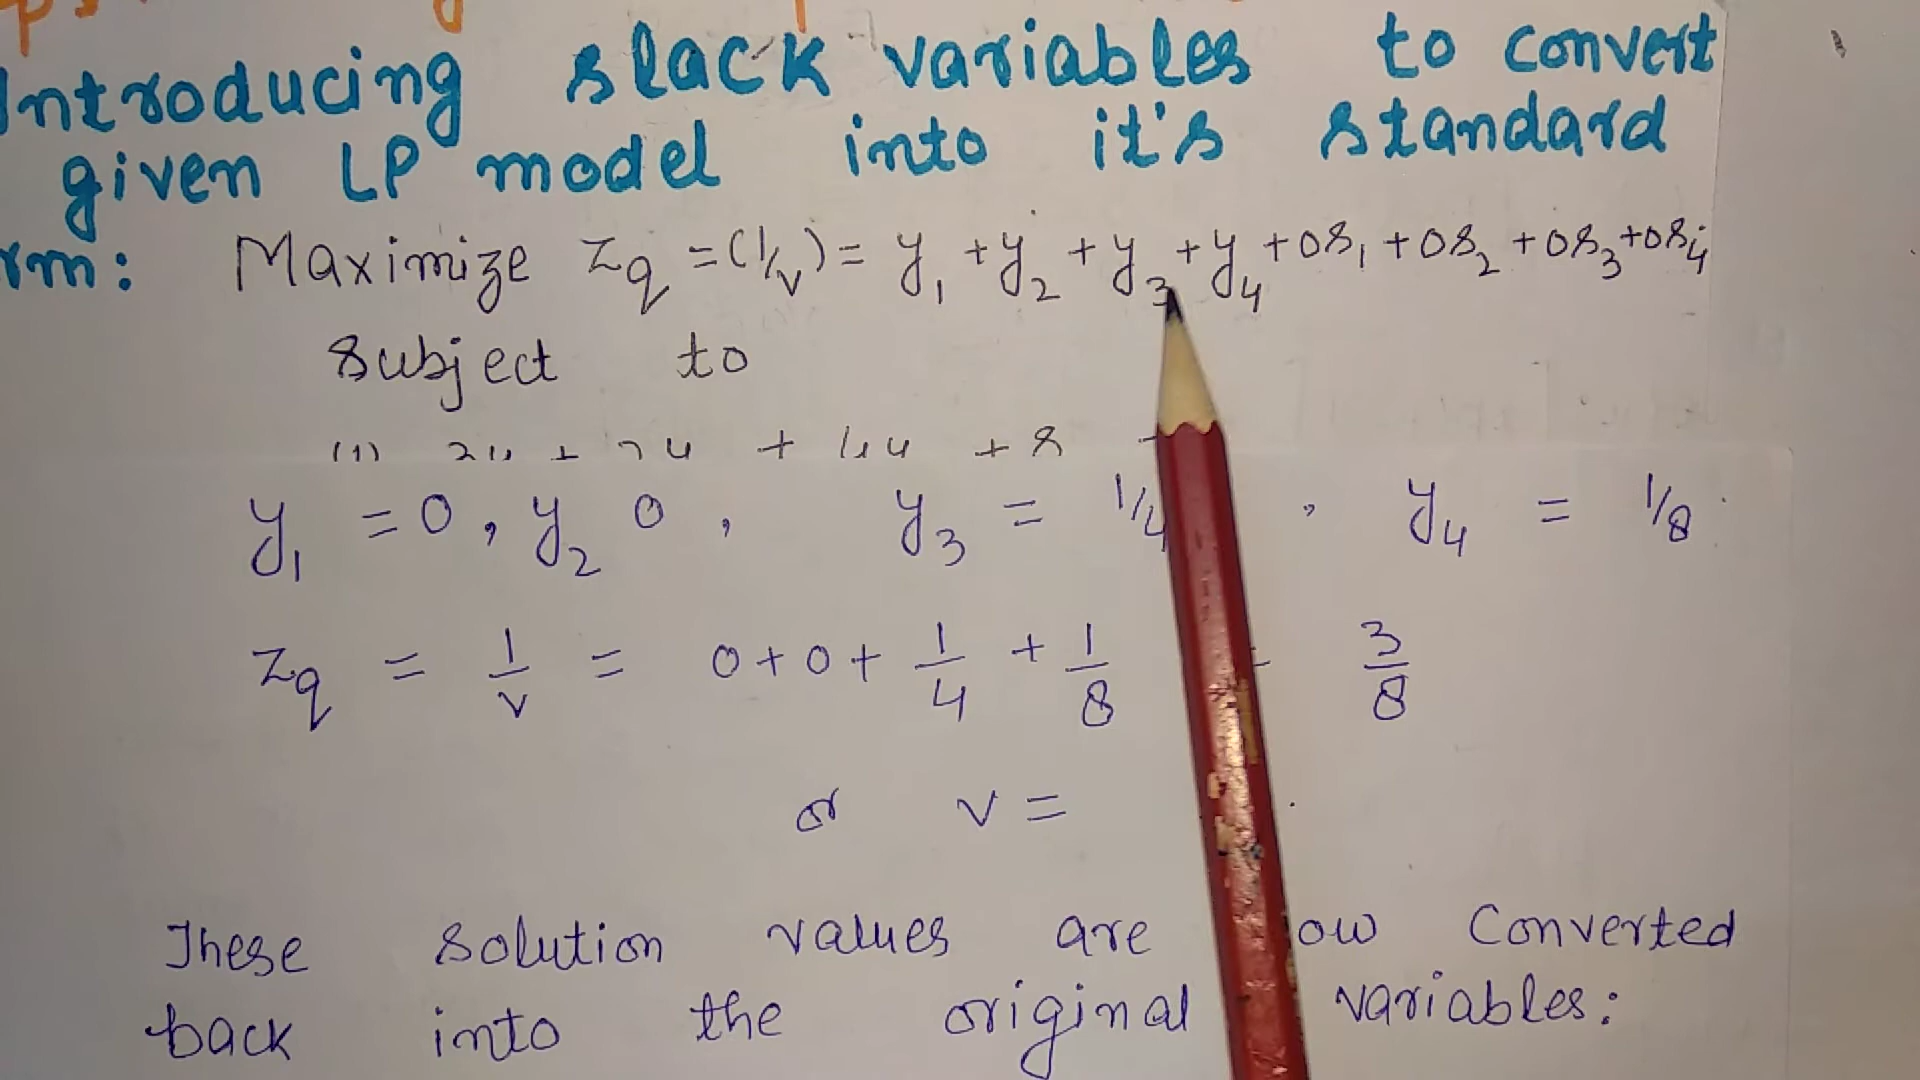 Introducing slack variables to convert
given LP model into it's standard
rm: Maximize Zq = (1/v) = y1 + y2 + y3 + y4 + 0s1 + 0s2 + 0s3 + 0s4
subject to
y1 = 0, y2 0, y3 = 1/4, y4 = 1/8
Zq = 1/v = 0 + 0 + 1/4 + 1/8 3/8
or v =
These solution values are ow converted
back into the original variables: